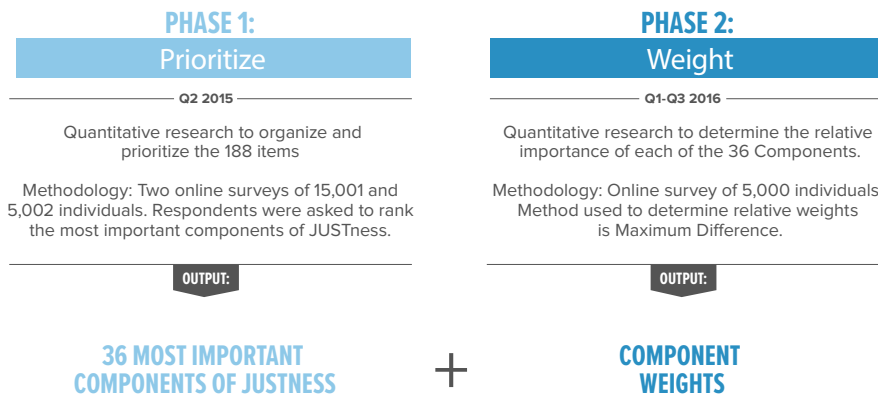 PHASE 1:
Prioritize
Q2 2015
Quantitative research to organize and
prioritize the 188 items
Methodology: Two online surveys of 15,001 and
5,002 individuals. Respondents were asked to rank
the most important components of JUSTness.
OUTPUT:
36 MOST IMPORTANT
COMPONENTS OF JUSTNESS
+
PHASE 2:
Weight
Q1-Q3 2016
Quantitative research to determine the relative
importance of each of the 36 Components.
Methodology: Online survey of 5,000 individuals
Method used to determine relative weights
is Maximum Difference.
OUTPUT:
COMPONENT
WEIGHTS